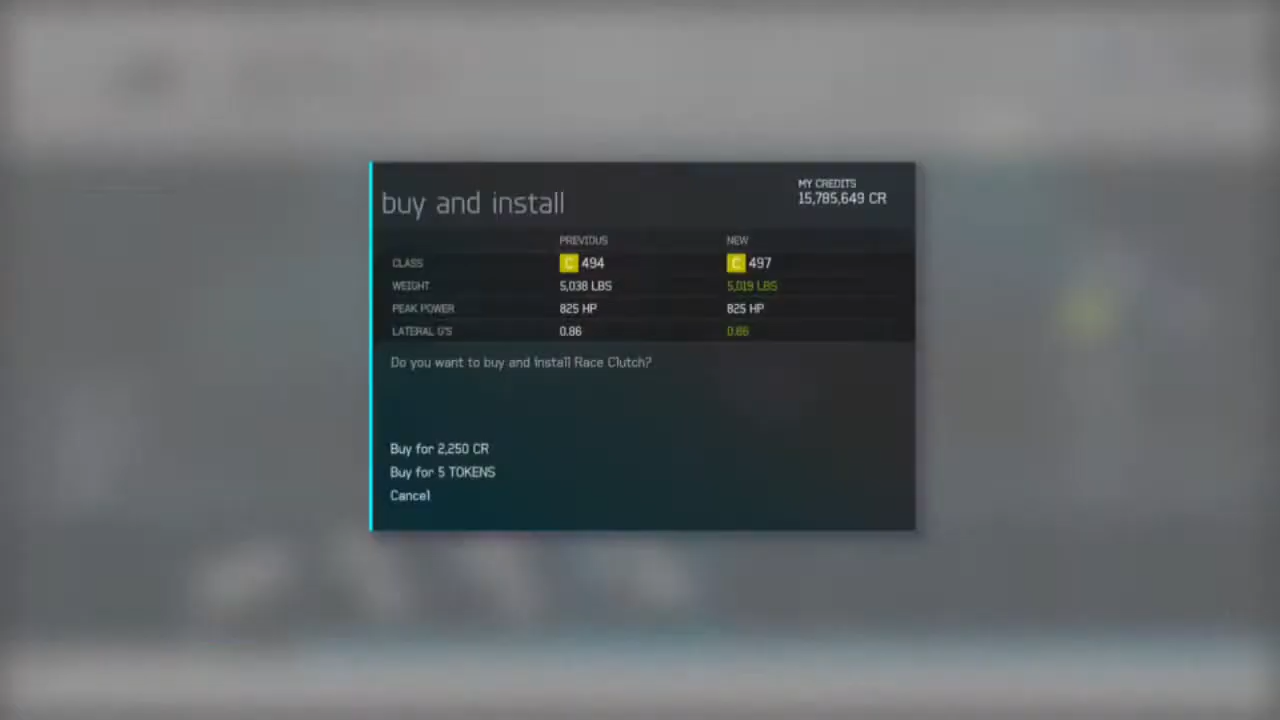 buy and install
MY CREDITS
15,785,649 CR
PREVIOUS NEW
CLASS C 494 C 497
WEIGHT 5,038 LBS 5,019 LBS
PEAK POWER 825 HP 825 HP
LATERAL G'S 0.86 0.86
Do you want to buy and install Race Clutch?
Buy for 2,250 CR
Buy for 5 TOKENS
Cancel